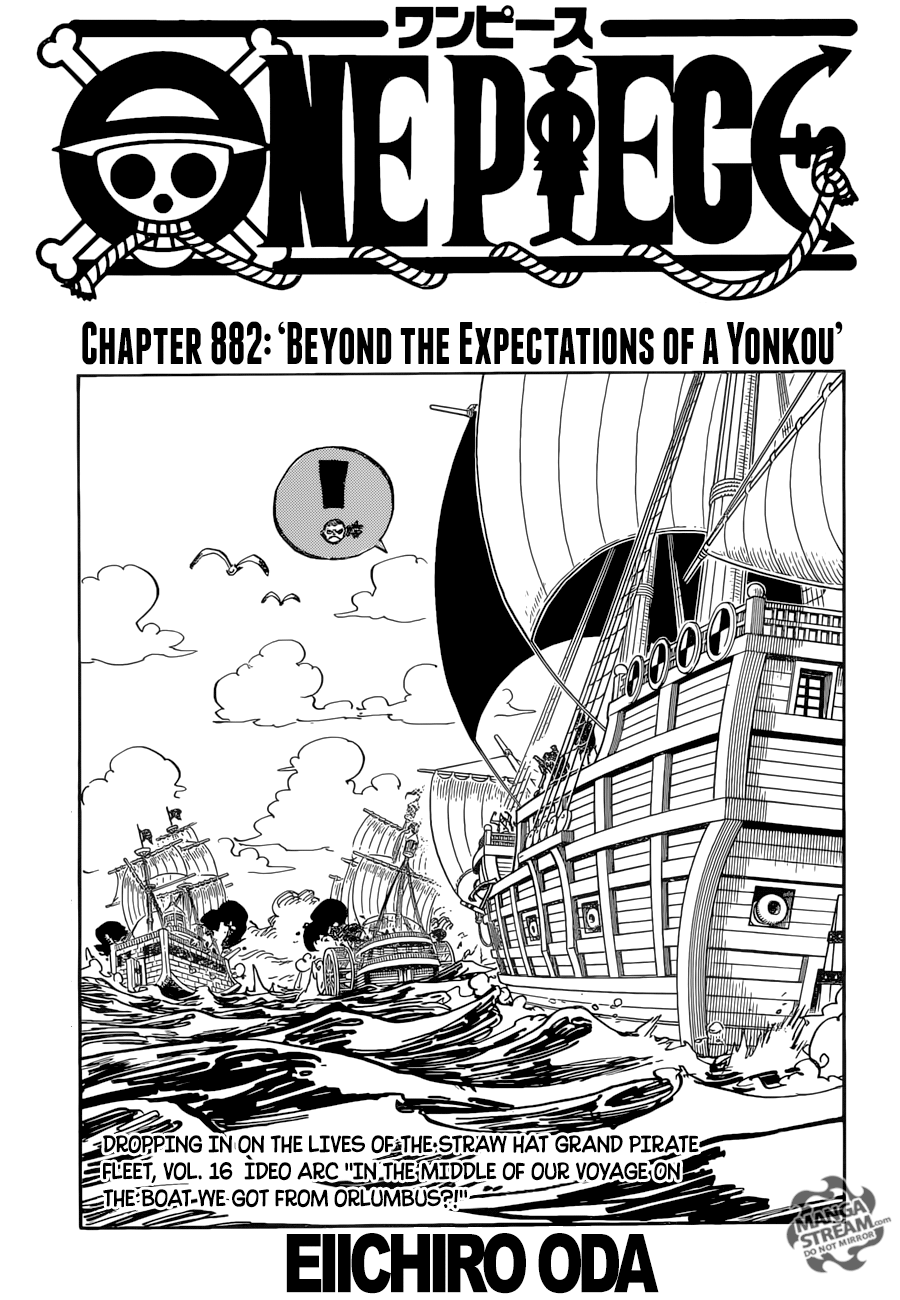 ワンピース
ONE PIECE
CHAPTER 882: ‘BEYOND THE EXPECTATIONS OF A YONKOU’
!
DROPPING IN ON THE LIVES OF THE STRAW HAT GRAND PIRATE
FLEET, VOL. 16 ÌDEO ARC "IN THE MIDDLE OF OUR VOYAGE ON
THE BOAT WE GOT FROM ORLUMBUS?!"
MANGA
STREAM.com
DO NOT MIRROR
EIICHIRO ODA